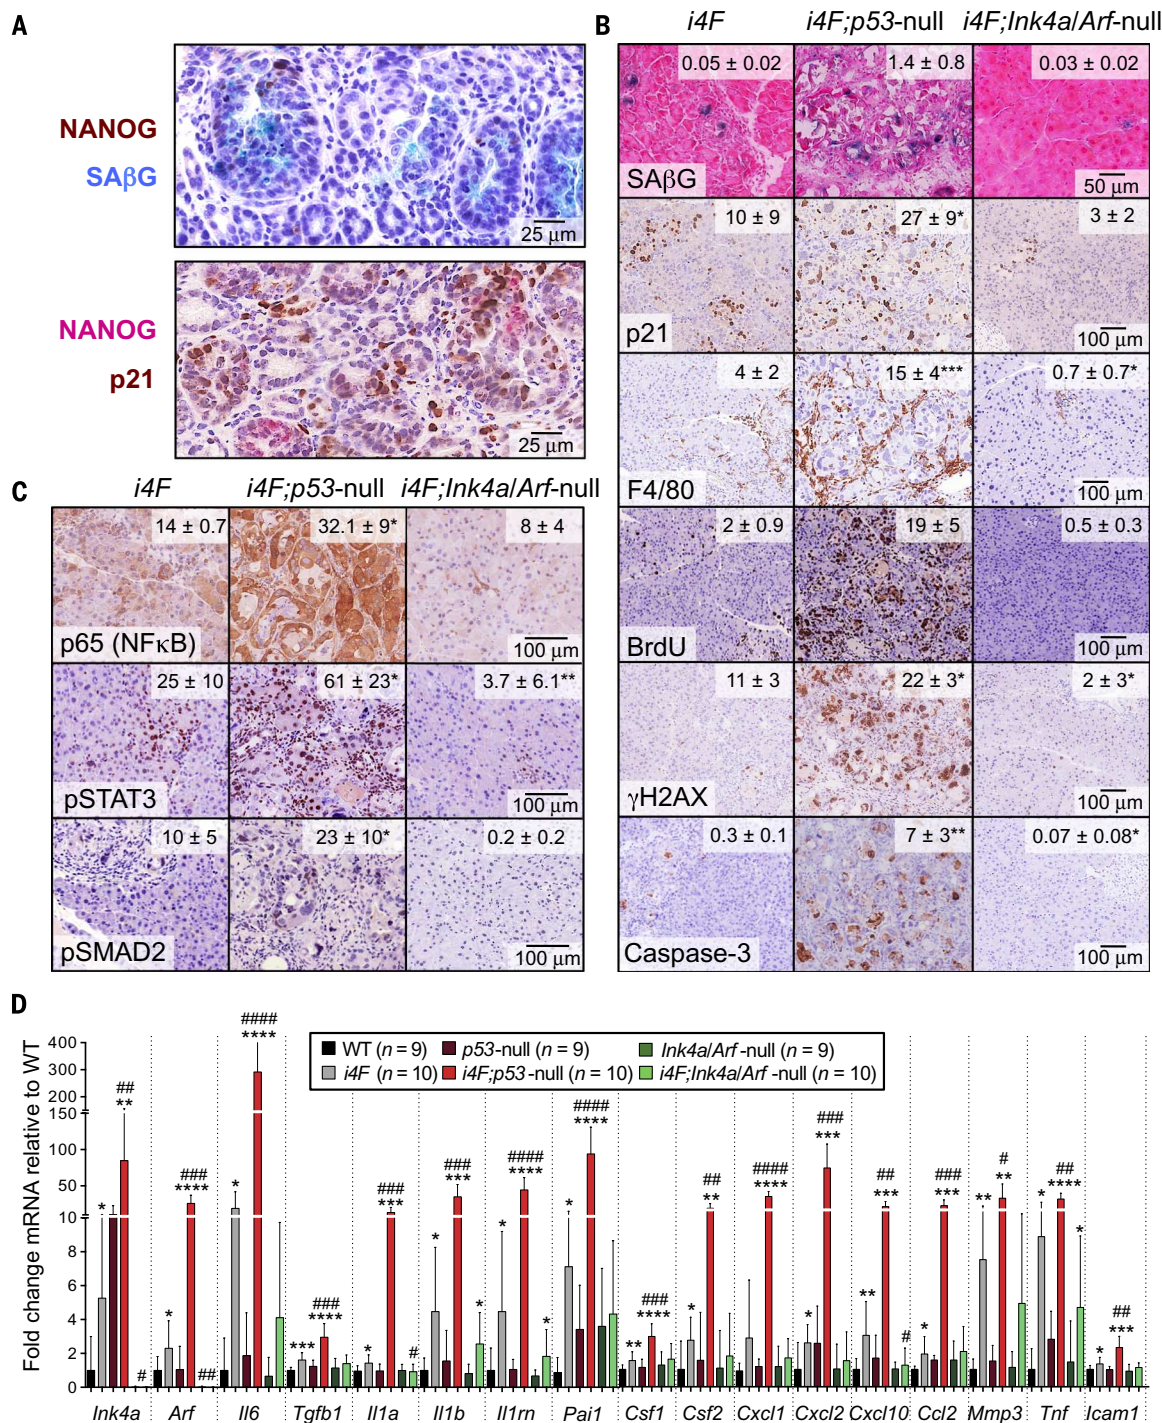 A
NANOG
SAβG
25 μm
NANOG
p21
25 μm
B
i4F i4F;p53-null i4F;Ink4a/Arf-null
0.05 ± 0.02 1.4 ± 0.8 0.03 ± 0.02
SAβG 50 μm
10 ± 9 27 ± 9* 3 ± 2
p21 100 μm
4 ± 2 15 ± 4*** 0.7 ± 0.7*
F4/80 100 μm
2 ± 0.9 19 ± 5 0.5 ± 0.3
BrdU 100 μm
11 ± 3 22 ± 3* 2 ± 3*
γH2AX 100 μm
0.3 ± 0.1 7 ± 3** 0.07 ± 0.08*
Caspase-3 100 μm
C
i4F i4F;p53-null i4F;Ink4a/Arf-null
14 ± 0.7 32.1 ± 9* 8 ± 4
p65 (NFκB) 100 μm
25 ± 10 61 ± 23* 3.7 ± 6.1**
pSTAT3 100 μm
10 ± 5 23 ± 10* 0.2 ± 0.2
pSMAD2 100 μm
D
Fold change mRNA relative to WT
400
300
200
150
100
50
10
8
6
4
2
0
WT (n = 9) p53-null (n = 9) Ink4a/Arf -null (n = 9)
i4F (n = 10) i4F;p53-null (n = 10) i4F;Ink4a/Arf -null (n = 10)
* ## ** #
* ### **** ##
* #### ****
*** ### ****
* ### *** #
* ### *** *
* #### **** *
* #### ****
** ### ****
* ## **
#### ****
* ### ***
** ## *** #
* ### ***
** # **
* ## **** *
* ## ***
Ink4a Arf Il6 Tgfb1 Il1a Il1b Il1rn Pai1 Csf1 Csf2 Cxcl1 Cxcl2 Cxcl10 Ccl2 Mmp3 Tnf Icam1